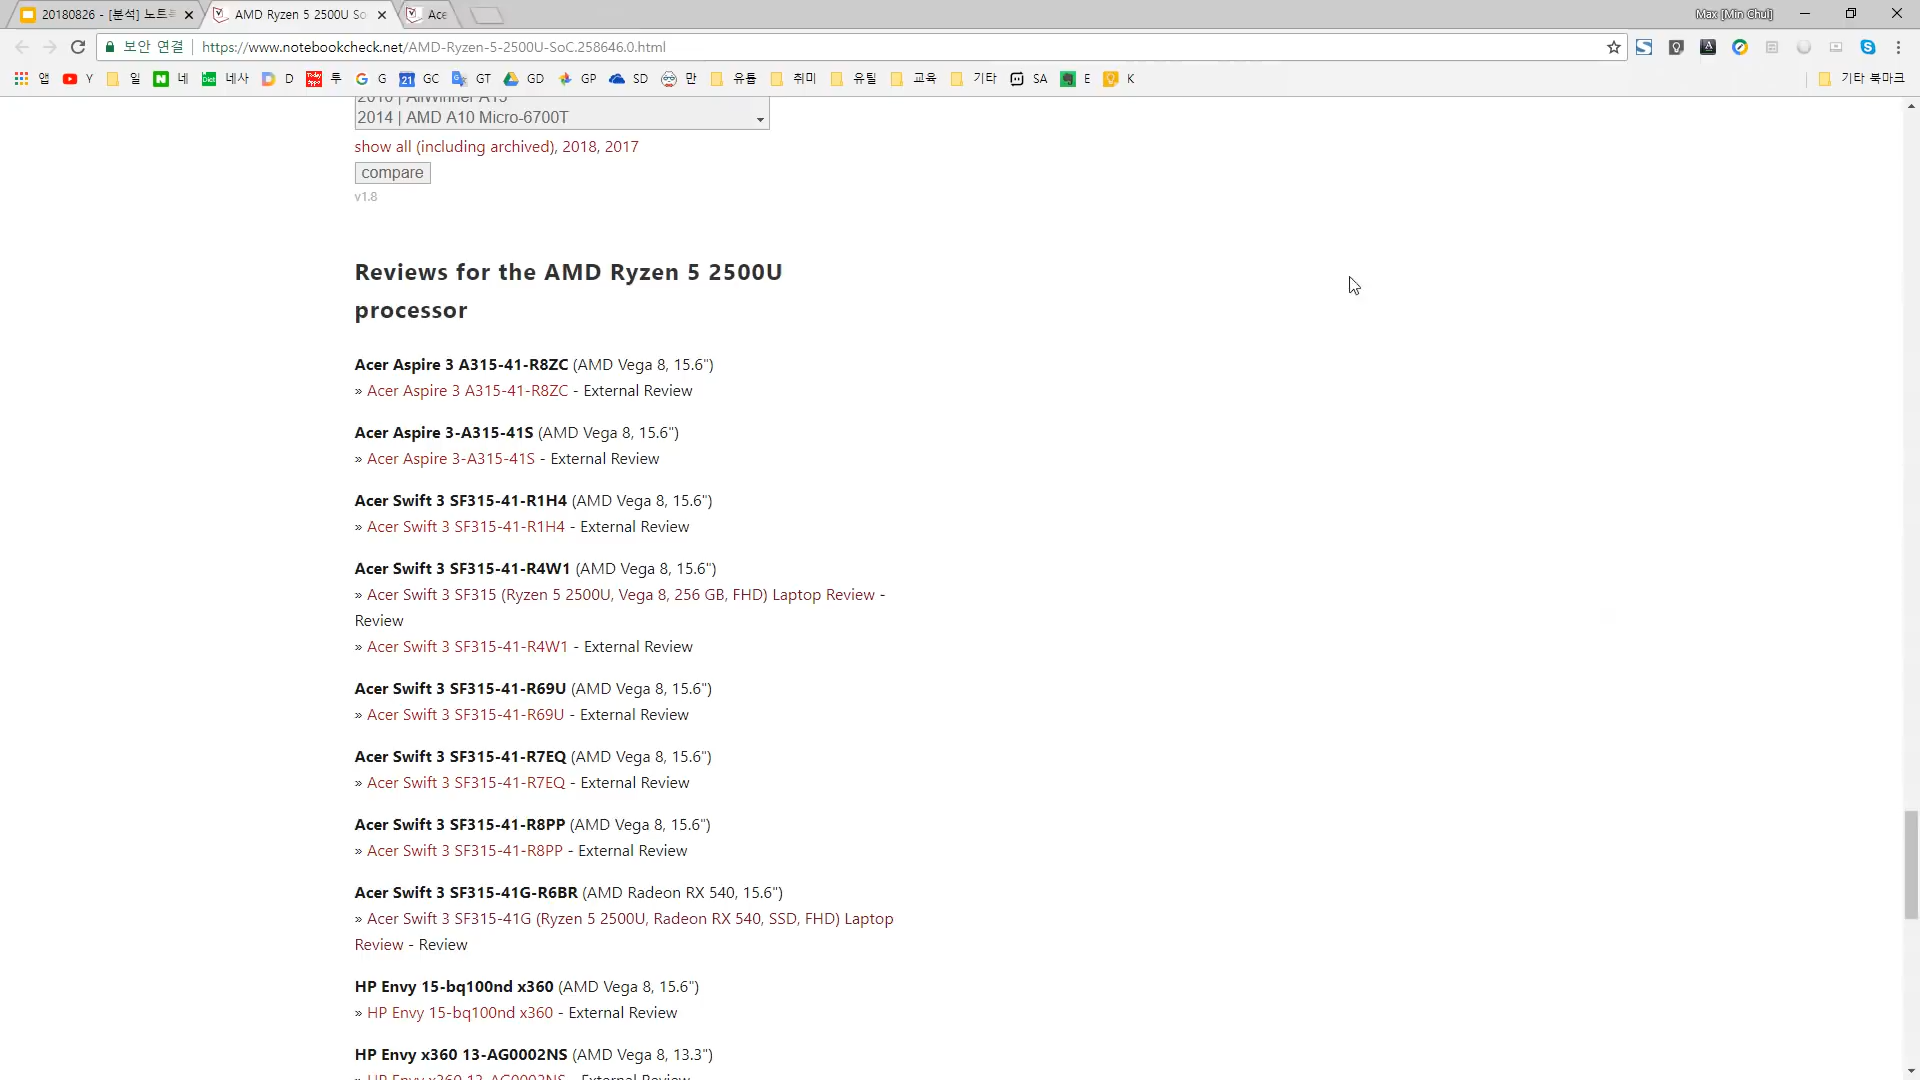 20180826 - [분석] 노트
AMD Ryzen 5 2500U So
Ace
Max [Min Chul]
보안 연결
https://www.notebookcheck.net/AMD-Ryzen-5-2500U-SoC.258646.0.html
앱 Y 일 네 네사 D 투 G GC GT GD GP SD 만 유틉 취미 유틸 교육 기타 SA E K 기타 북마크
2016 | AllWinner A13
2014 | AMD A10 Micro-6700T
show all (including archived), 2018, 2017
compare
v1.8
Reviews for the AMD Ryzen 5 2500U
processor
Acer Aspire 3 A315-41-R8ZC (AMD Vega 8, 15.6")
» Acer Aspire 3 A315-41-R8ZC - External Review
Acer Aspire 3-A315-41S (AMD Vega 8, 15.6")
» Acer Aspire 3-A315-41S - External Review
Acer Swift 3 SF315-41-R1H4 (AMD Vega 8, 15.6")
» Acer Swift 3 SF315-41-R1H4 - External Review
Acer Swift 3 SF315-41-R4W1 (AMD Vega 8, 15.6")
» Acer Swift 3 SF315 (Ryzen 5 2500U, Vega 8, 256 GB, FHD) Laptop Review -
Review
» Acer Swift 3 SF315-41-R4W1 - External Review
Acer Swift 3 SF315-41-R69U (AMD Vega 8, 15.6")
» Acer Swift 3 SF315-41-R69U - External Review
Acer Swift 3 SF315-41-R7EQ (AMD Vega 8, 15.6")
» Acer Swift 3 SF315-41-R7EQ - External Review
Acer Swift 3 SF315-41-R8PP (AMD Vega 8, 15.6")
» Acer Swift 3 SF315-41-R8PP - External Review
Acer Swift 3 SF315-41G-R6BR (AMD Radeon RX 540, 15.6")
» Acer Swift 3 SF315-41G (Ryzen 5 2500U, Radeon RX 540, SSD, FHD) Laptop
Review - Review
HP Envy 15-bq100nd x360 (AMD Vega 8, 15.6")
» HP Envy 15-bq100nd x360 - External Review
HP Envy x360 13-AG0002NS (AMD Vega 8, 13.3")
» HP Envy x360 13-AG0002NS - External Review